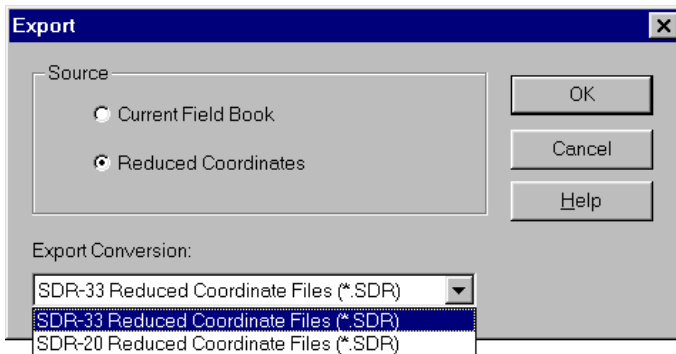 Export
Source
Current Field Book
Reduced Coordinates
OK
Cancel
Help
Export Conversion:
SDR-33 Reduced Coordinate Files (*.SDR)
SDR-33 Reduced Coordinate Files (*.SDR)
SDR-20 Reduced Coordinate Files (*.SDR)